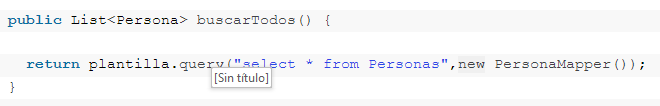 public List<Persona> buscarTodos() {
return plantilla.query("select * from Personas",new PersonaMapper());
[Sin título]
}